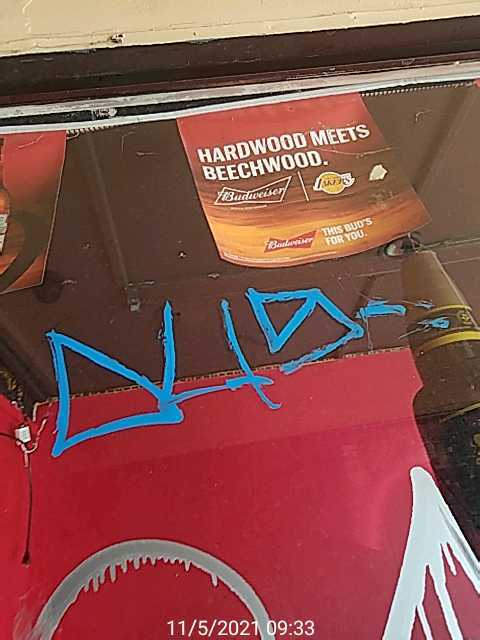 HARDWOOD MEETS
BEECHWOOD.
Budweiser
LAKERS
Budweiser
THIS BUD'S
FOR YOU.
11/5/2021 09:33